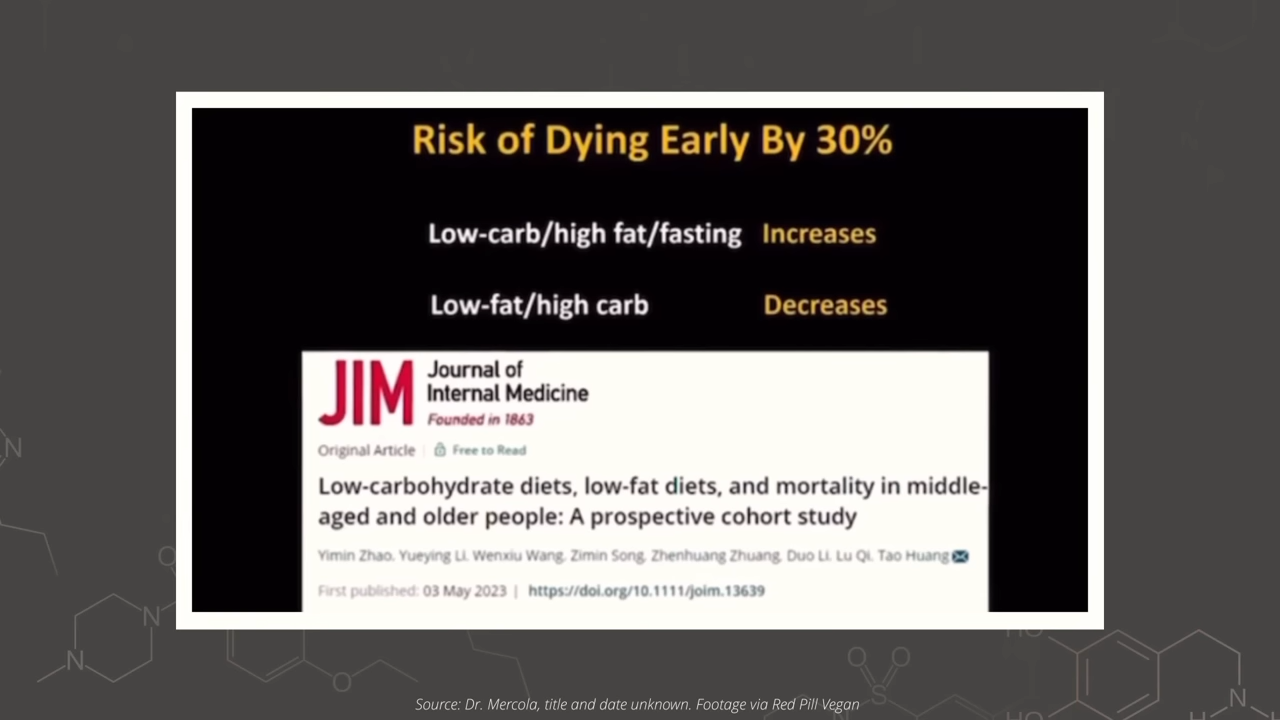 Risk of Dying Early By 30%
Low-carb/high fat/fasting Increases
Low-fat/high carb Decreases
JIM Journal of
Internal Medicine
Founded in 1863
Original Article Free to Read
Low-carbohydrate diets, low-fat diets, and mortality in middle-
aged and older people: A prospective cohort study
Yimin Zhao, Yueying Li, Wenxiu Wang, Zimin Song, Zhenhuang Zhuang, Duo Li, Lu Qi, Tao Huang
First published: 03 May 2023 | https://doi.org/10.1111/joim.13639
N
O
N
N
O
O
O
S
HO
HO
N
H
Source: Dr. Mercola, title and date unknown. Footage via Red Pill Vegan